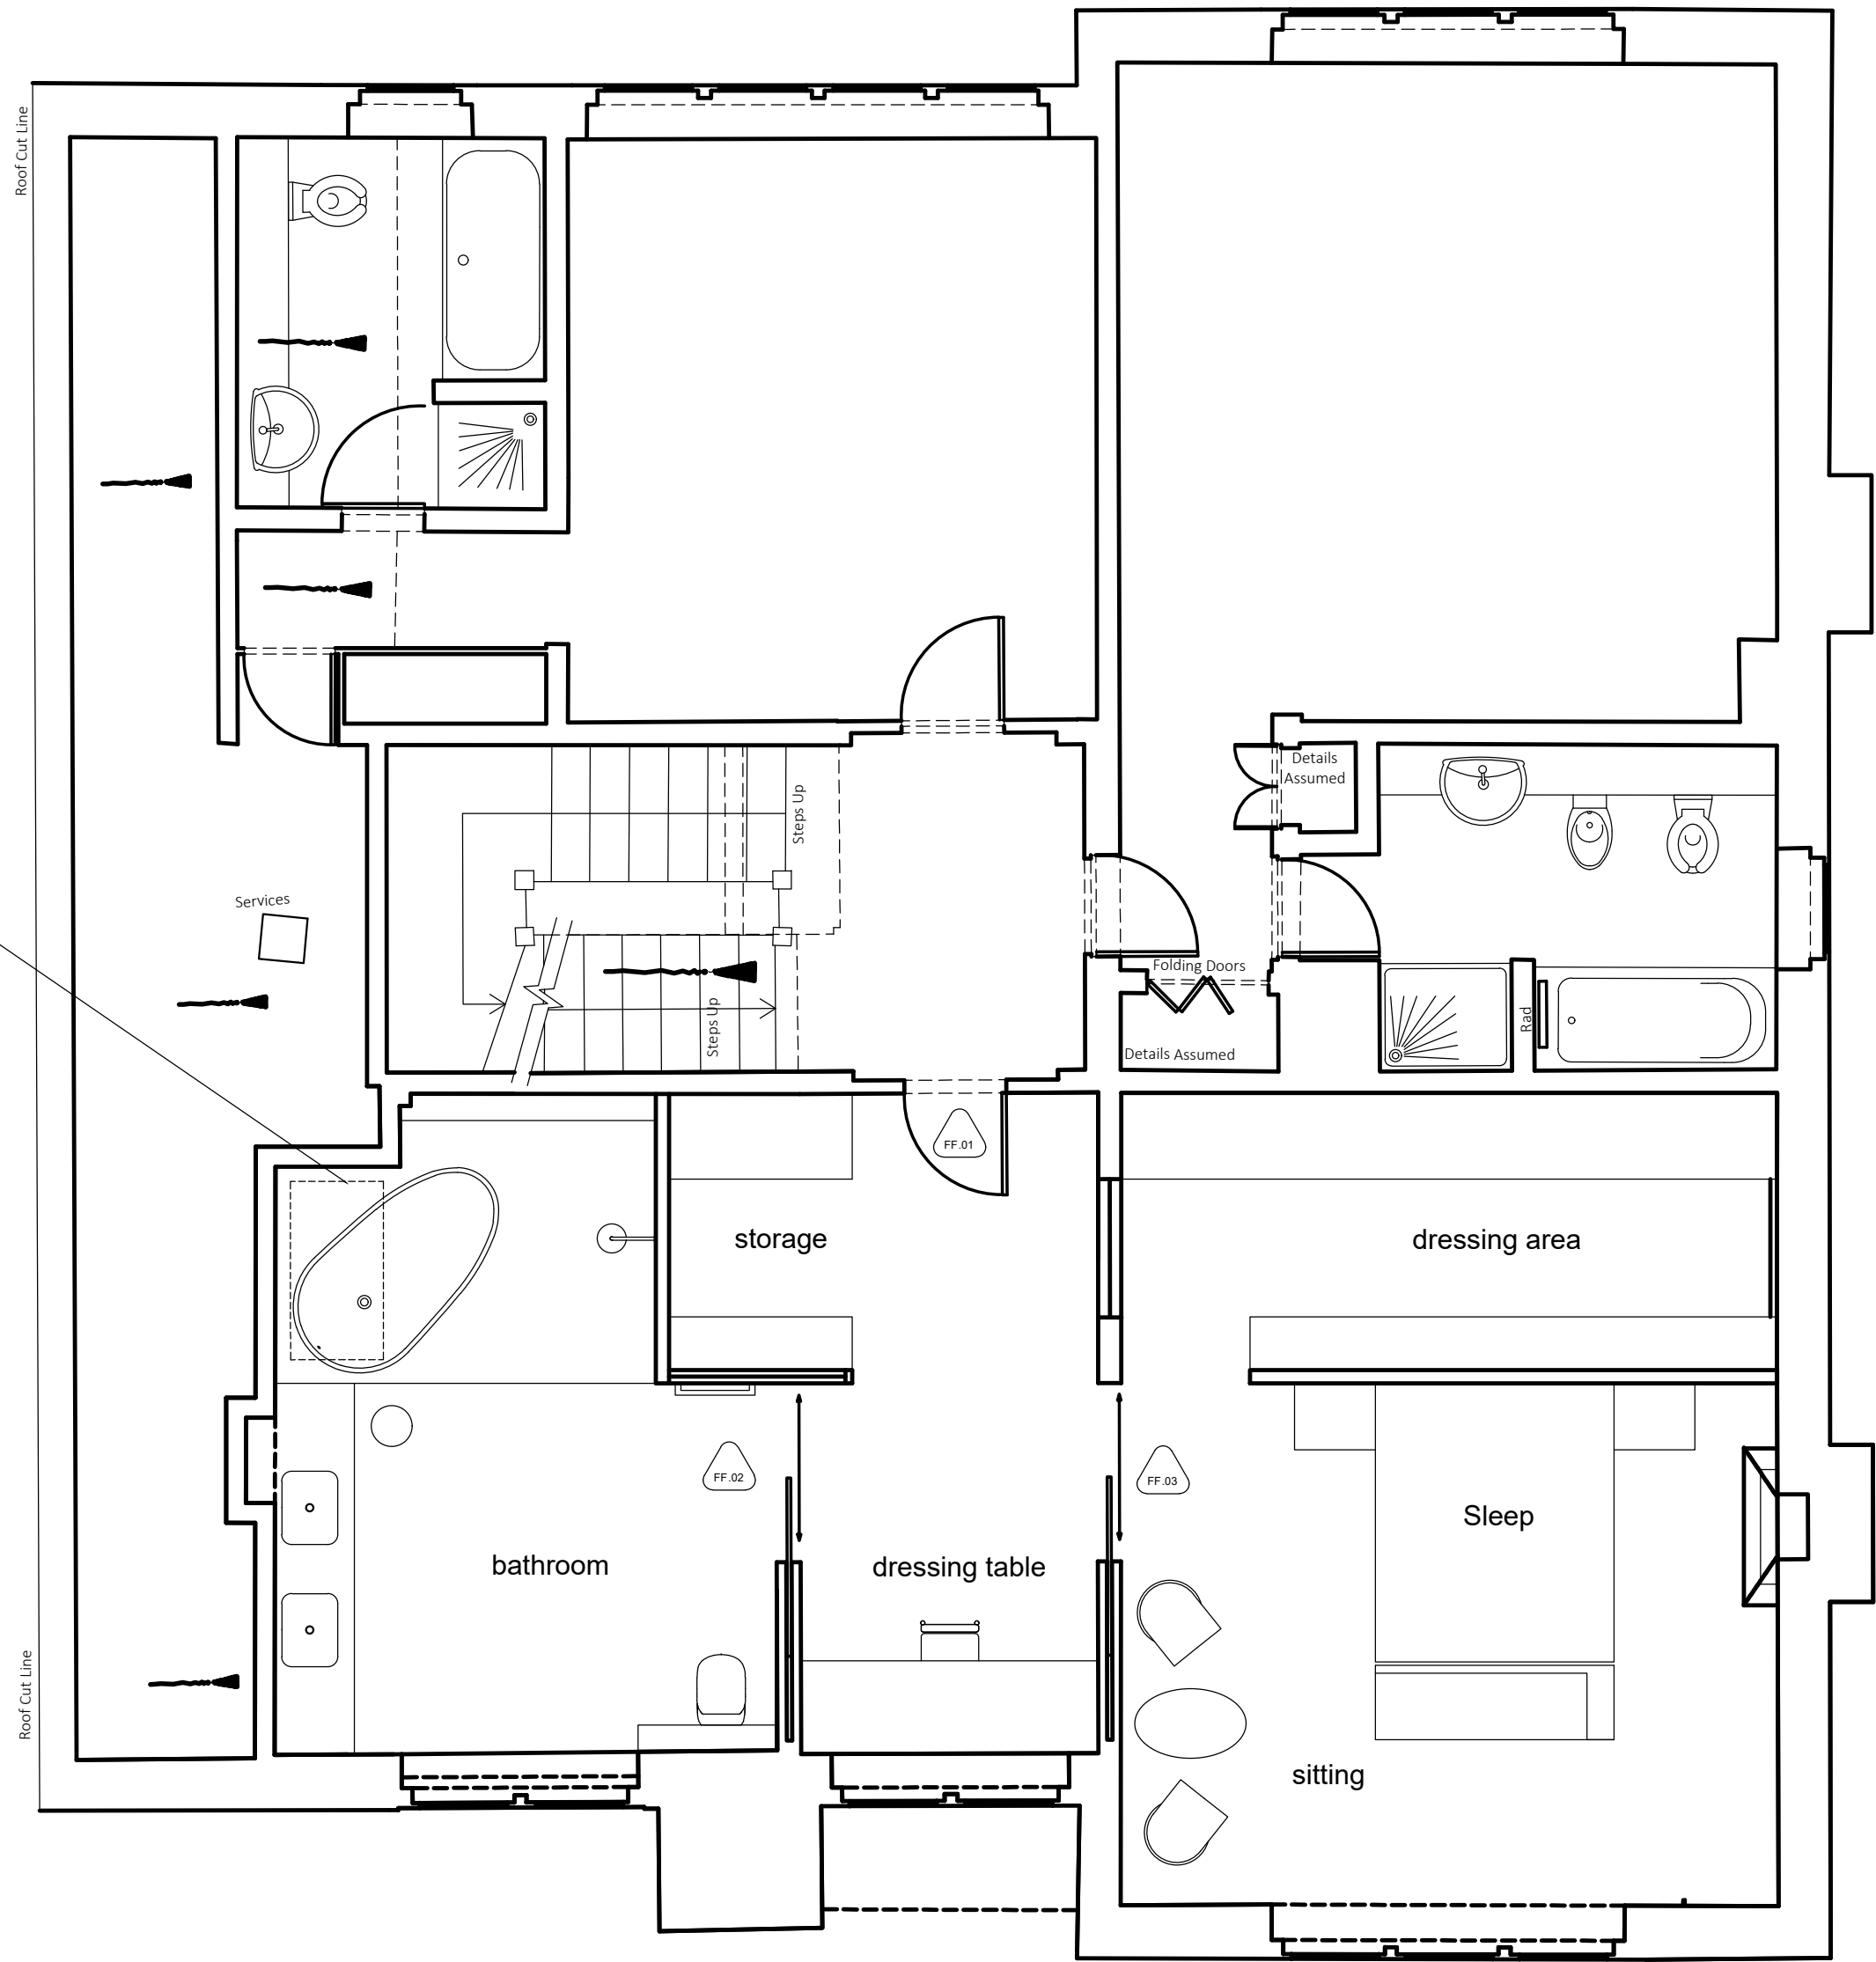 Roof Cut Line
Details
Assumed
Steps Up
Services
Folding Doors
Steps Up
Rad
Details Assumed
FF.01
storage
dressing area
FF.02
FF.03
Sleep
bathroom
dressing table
Roof Cut Line
sitting